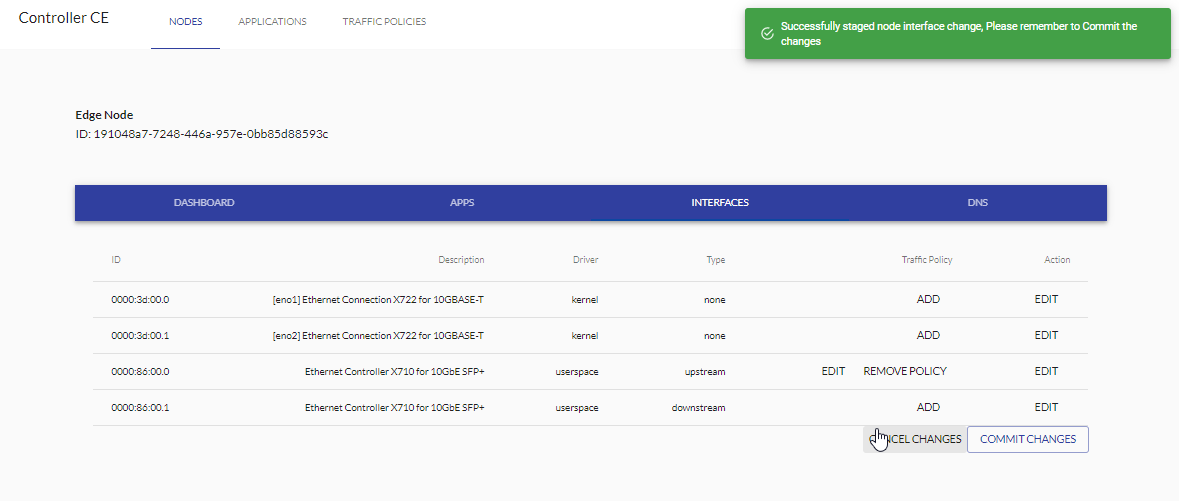 Controller CE
NODES
APPLICATIONS
TRAFFIC POLICIES
Successfully staged node interface change, Please remember to Commit the
changes
Edge Node
ID: 191048a7-7248-446a-957e-0bb85d88593c
DASHBOARD
APPS
INTERFACES
DNS
ID Description Driver Type Traffic Policy Action
0000:3d:00.0 [eno1] Ethernet Connection X722 for 10GBASE-T kernel none ADD EDIT
0000:3d:00.1 [eno2] Ethernet Connection X722 for 10GBASE-T kernel none ADD EDIT
0000:86:00.0 Ethernet Controller X710 for 10GbE SFP+ userspace upstream EDIT REMOVE POLICY EDIT
0000:86:00.1 Ethernet Controller X710 for 10GbE SFP+ userspace downstream ADD EDIT
CANCEL CHANGES
COMMIT CHANGES